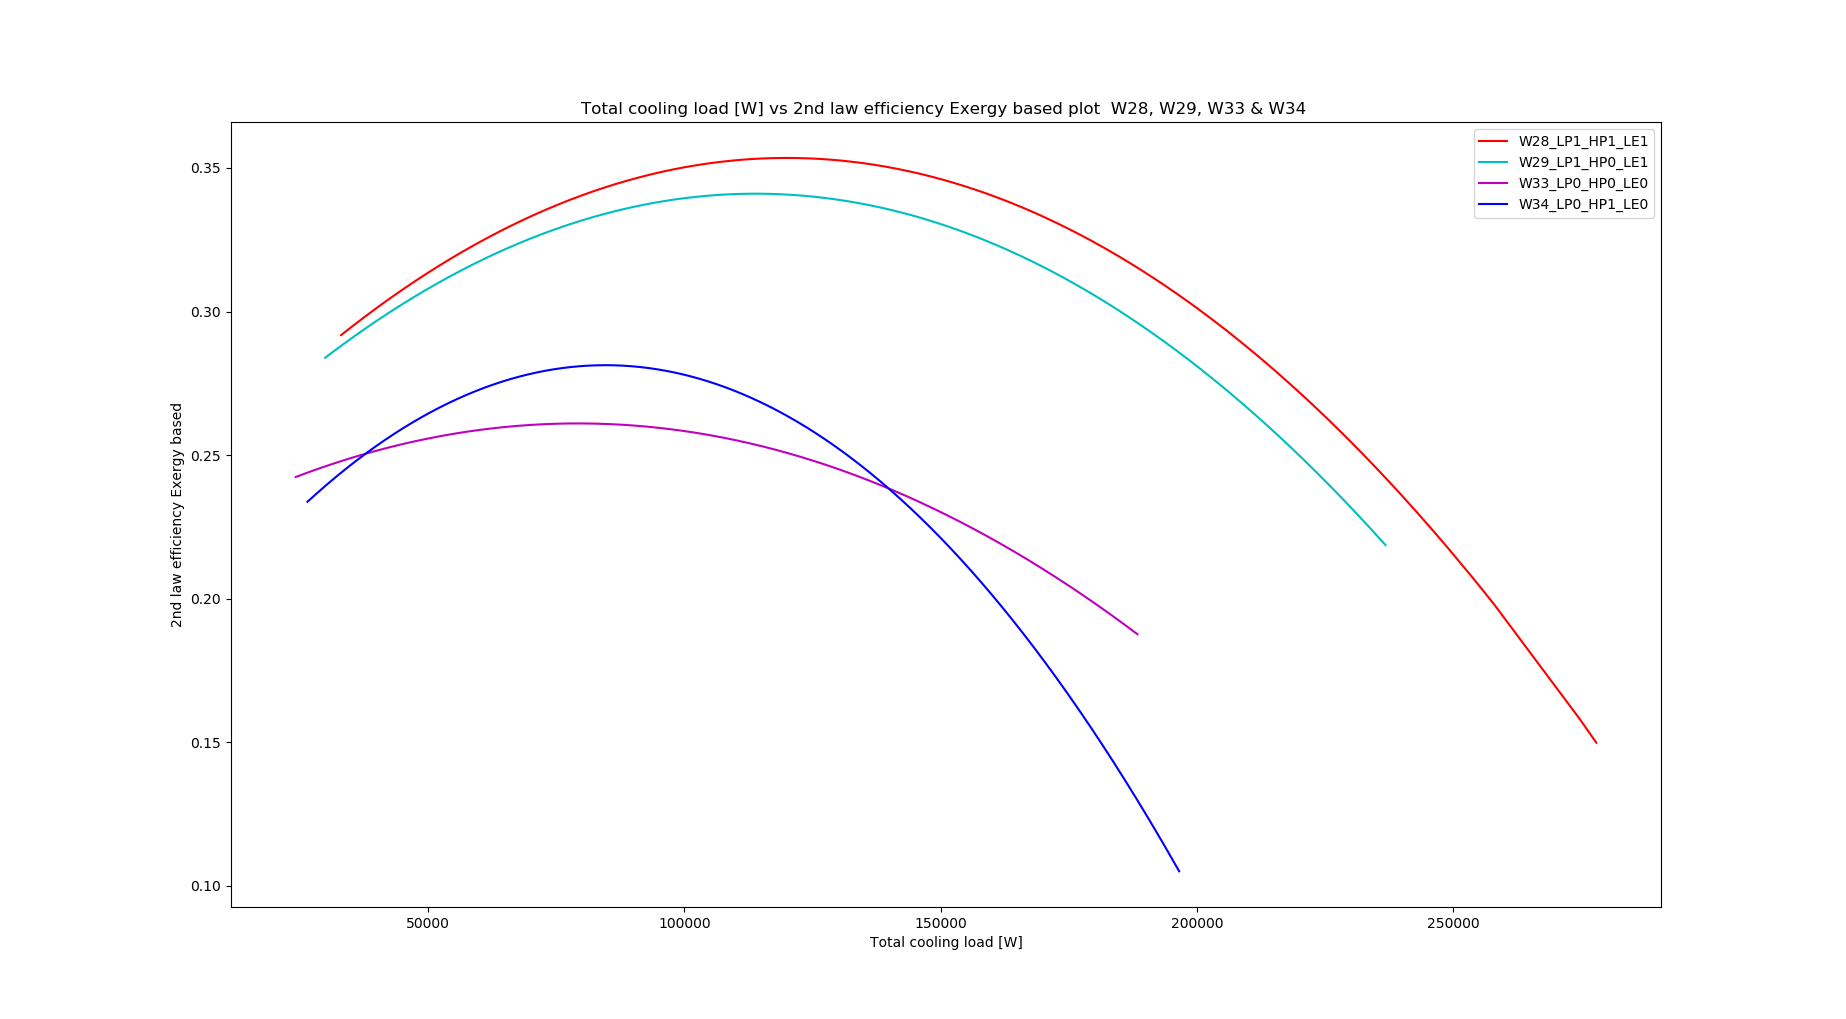 Total cooling load [W] vs 2nd law efficiency Exergy based plot  W28, W29, W33 & W34
W28_LP1_HP1_LE1
W29_LP1_HP0_LE1
W33_LP0_HP0_LE0
W34_LP0_HP1_LE0
2nd law efficiency Exergy based
0.35
0.30
0.25
0.20
0.15
0.10
50000
100000
150000
200000
250000
Total cooling load [W]